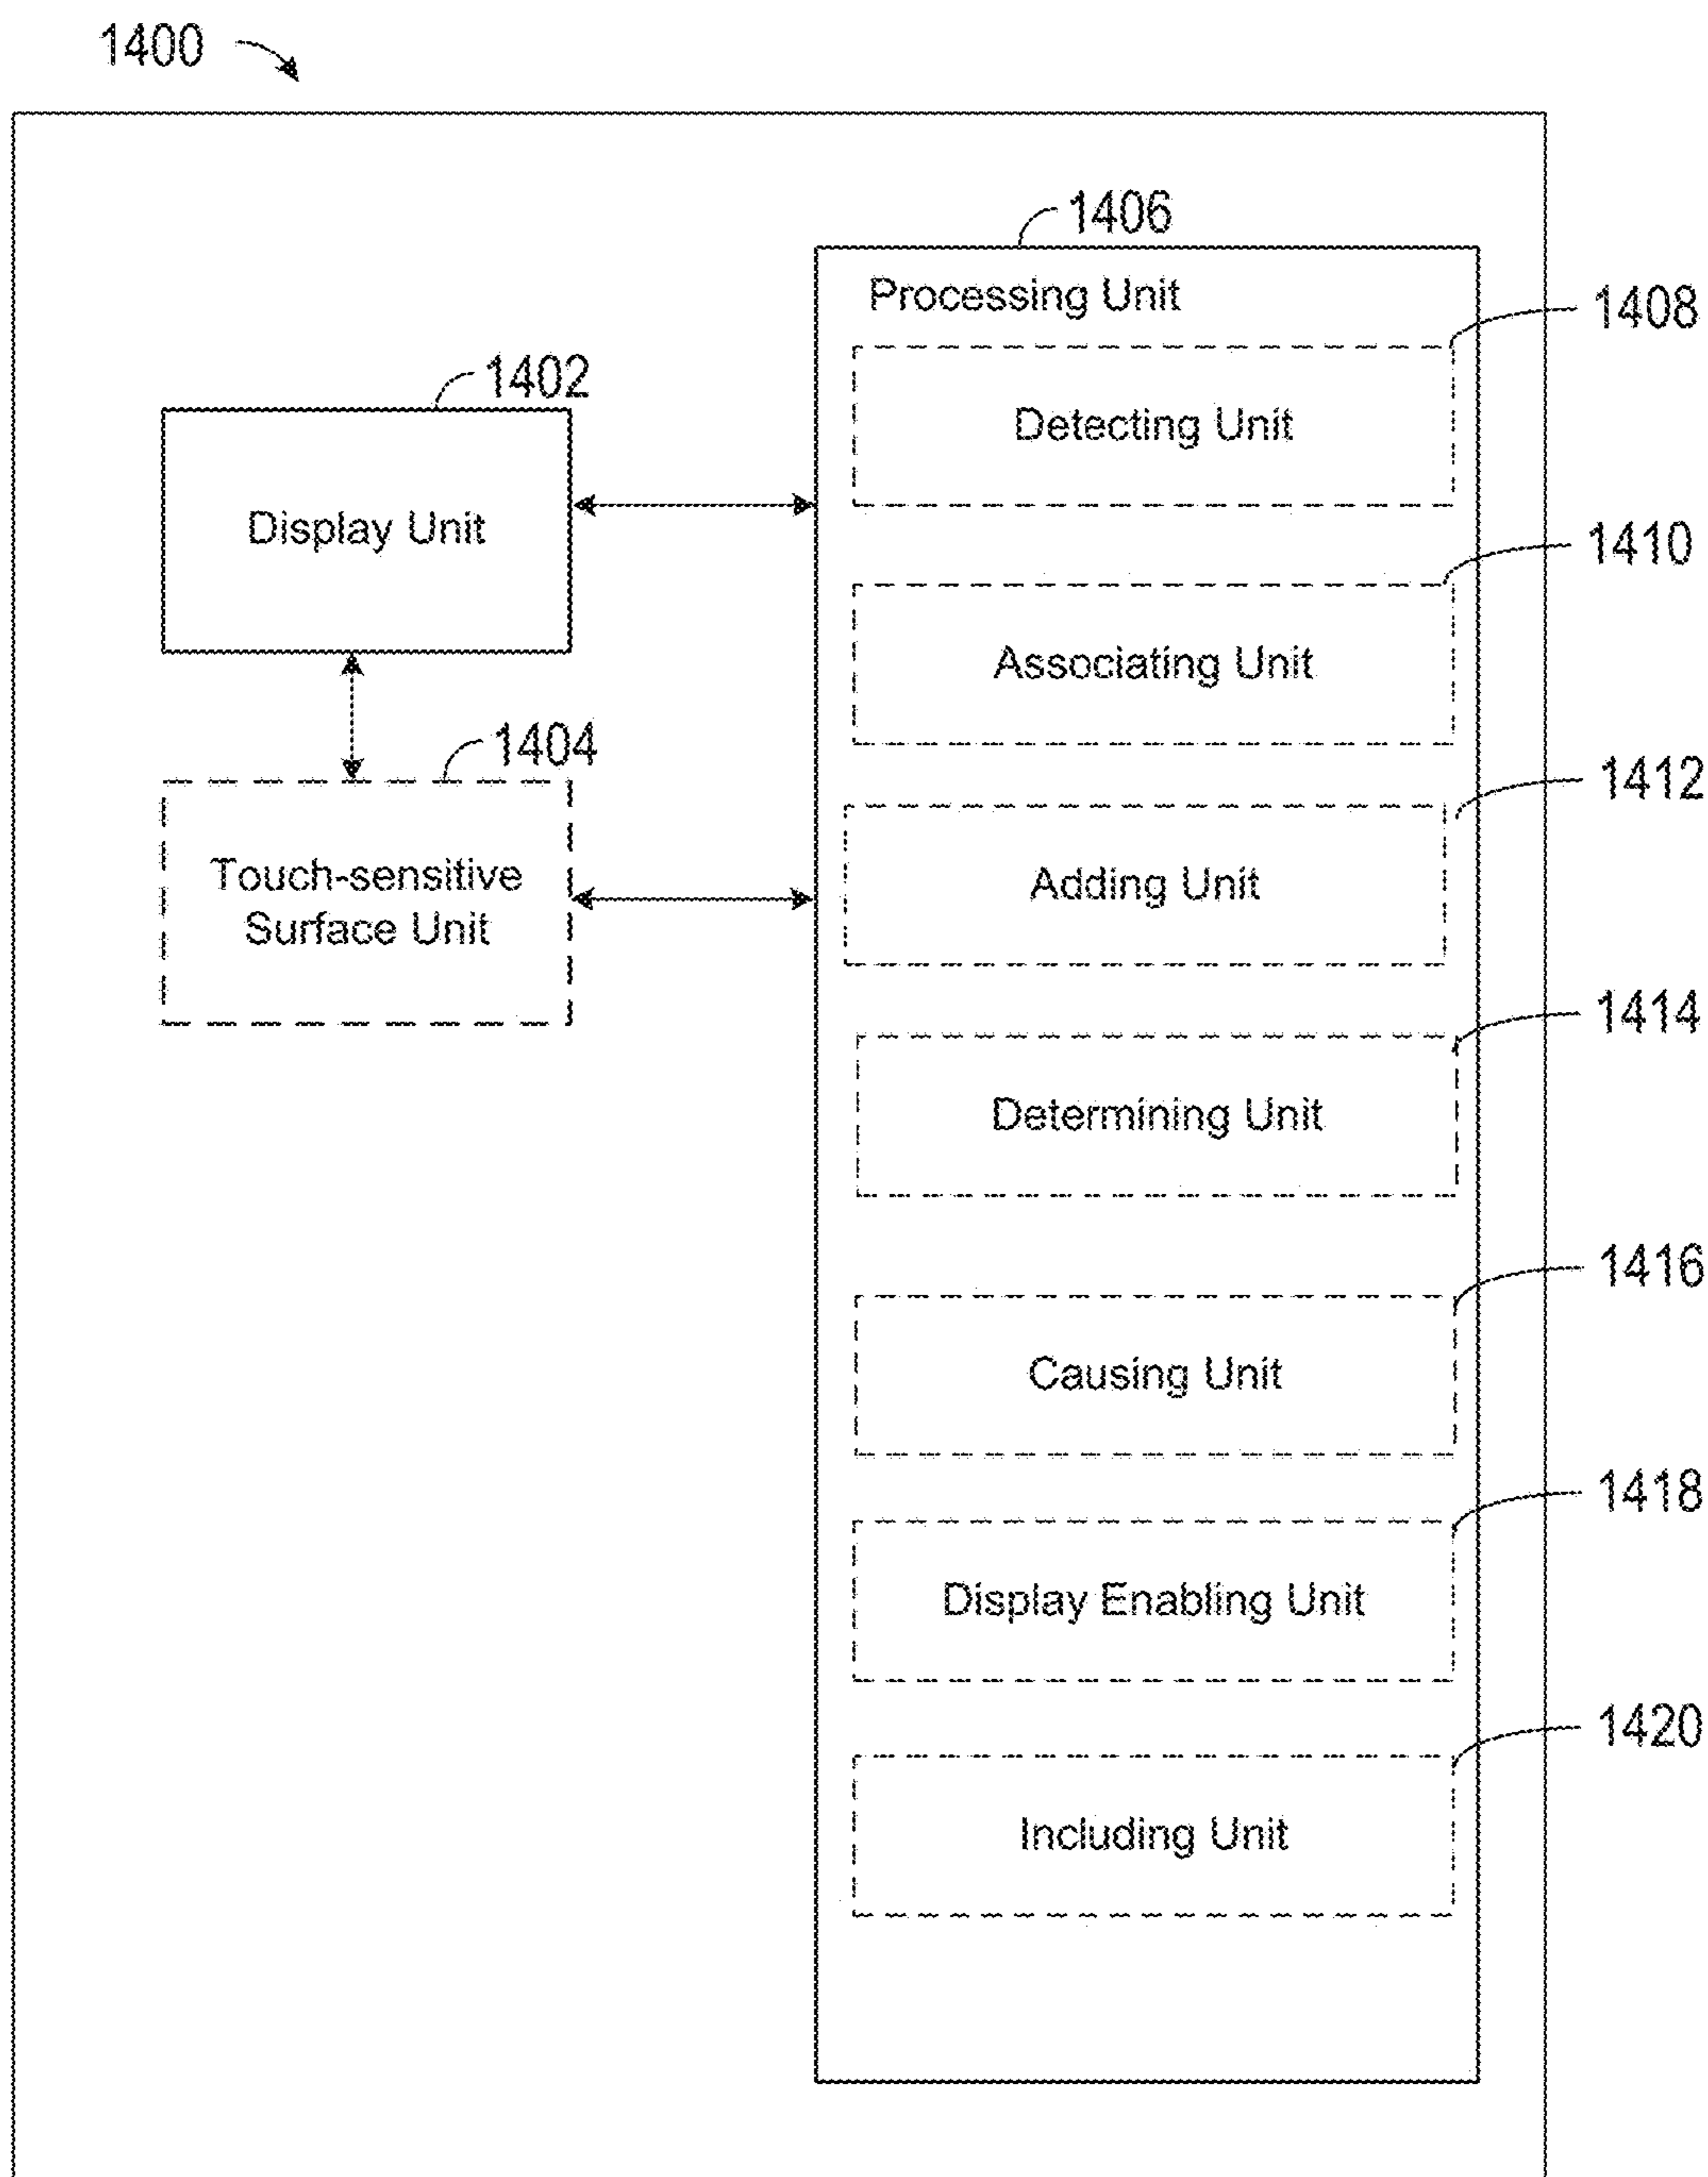 1400
1406
Processing Unit
1408
Detecting Unit
1402
Display Unit
1410
Associating Unit
1404
Touch-sensitive
Surface Unit
1412
Adding Unit
1414
Determining Unit
1416
Causing Unit
1418
Display Enabling Unit
1420
Including Unit